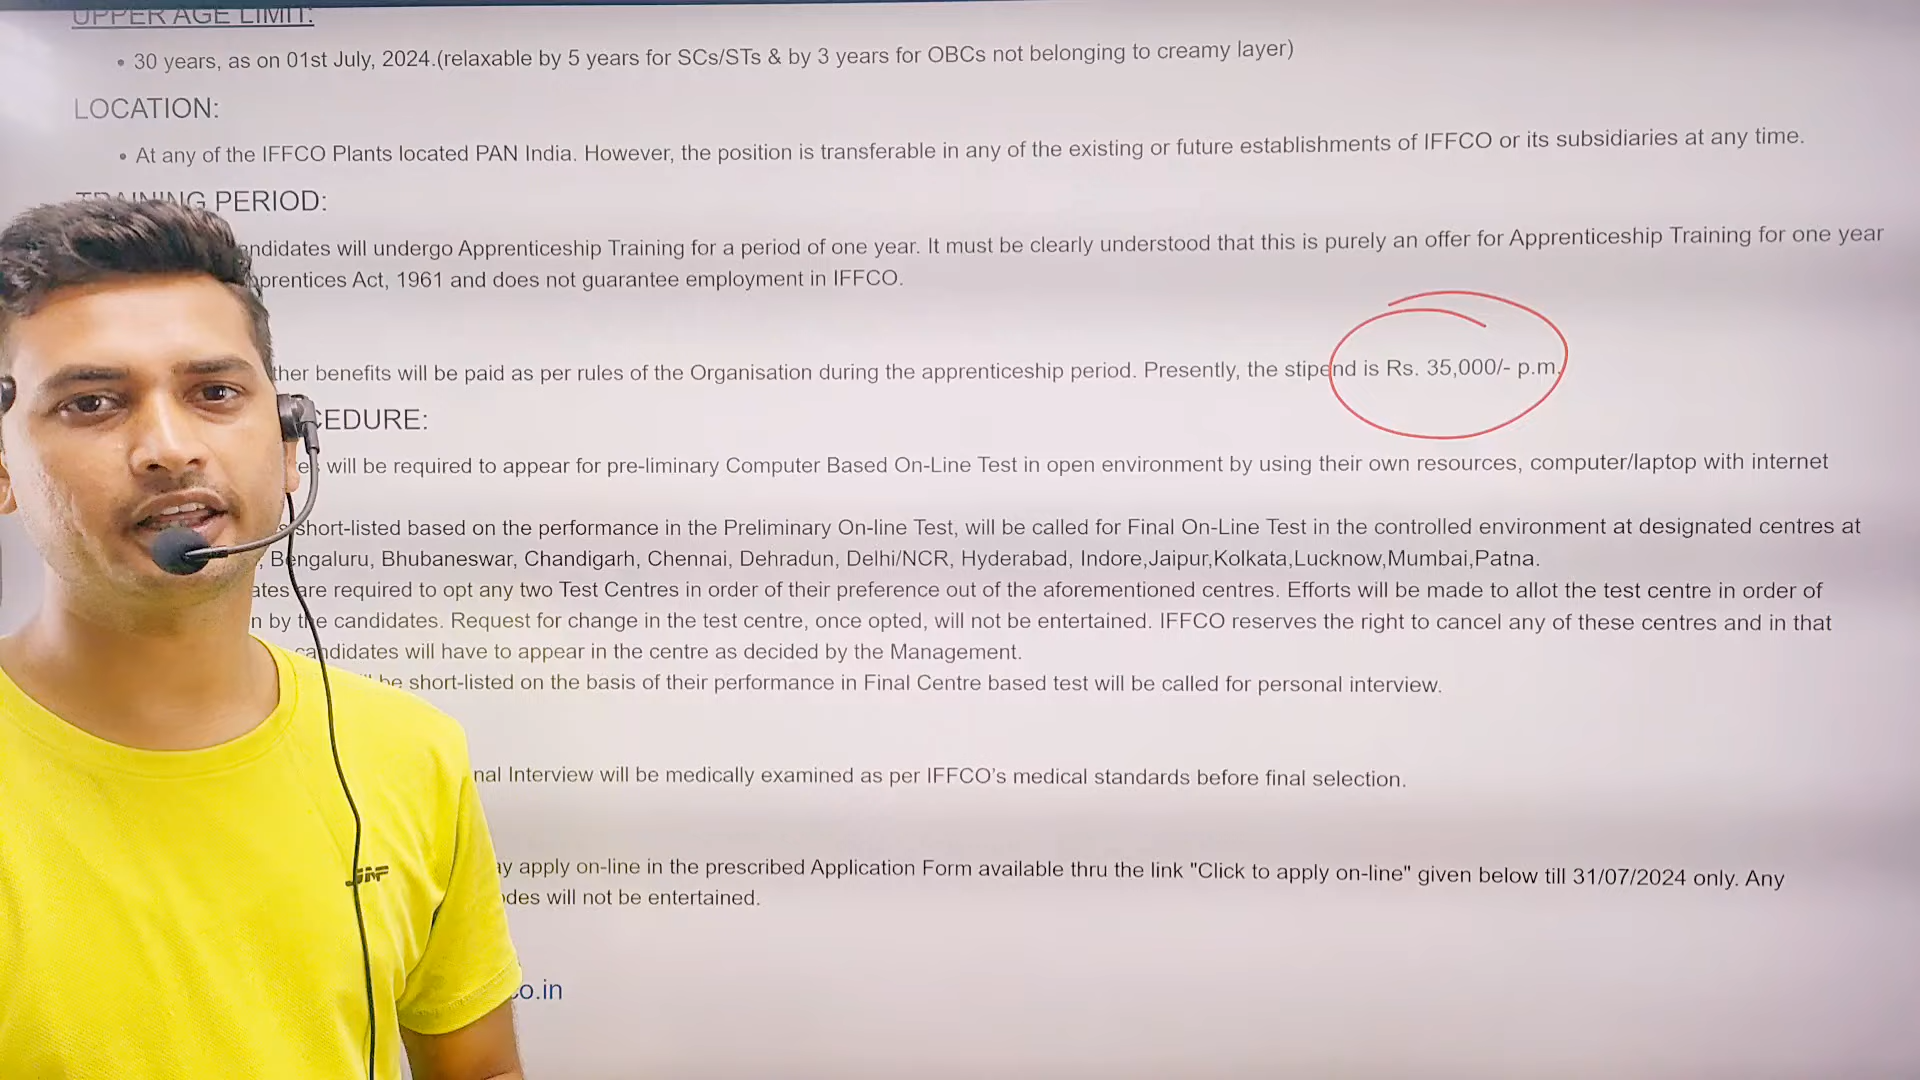 UPPER AGE LIMIT:
• 30 years, as on 01st July, 2024.(relaxable by 5 years for SCs/STs & by 3 years for OBCs not belonging to creamy layer)
LOCATION:
• At any of the IFFCO Plants located PAN India. However, the position is transferable in any of the existing or future establishments of IFFCO or its subsidiaries at any time.
TRAINING PERIOD:
ndidates will undergo Apprenticeship Training for a period of one year. It must be clearly understood that this is purely an offer for Apprenticeship Training for one year
prentices Act, 1961 and does not guarantee employment in IFFCO.
her benefits will be paid as per rules of the Organisation during the apprenticeship period. Presently, the stipend is Rs. 35,000/- p.m.
CEDURE:
will be required to appear for pre-liminary Computer Based On-Line Test in open environment by using their own resources, computer/laptop with internet
short-listed based on the performance in the Preliminary On-line Test, will be called for Final On-Line Test in the controlled environment at designated centres at
, Bengaluru, Bhubaneswar, Chandigarh, Chennai, Dehradun, Delhi/NCR, Hyderabad, Indore,Jaipur,Kolkata,Lucknow,Mumbai,Patna.
ates are required to opt any two Test Centres in order of their preference out of the aforementioned centres. Efforts will be made to allot the test centre in order of
n by the candidates. Request for change in the test centre, once opted, will not be entertained. IFFCO reserves the right to cancel any of these centres and in that
candidates will have to appear in the centre as decided by the Management.
be short-listed on the basis of their performance in Final Centre based test will be called for personal interview.
nal Interview will be medically examined as per IFFCO's medical standards before final selection.
ay apply on-line in the prescribed Application Form available thru the link "Click to apply on-line" given below till 31/07/2024 only. Any
des will not be entertained.
o.in